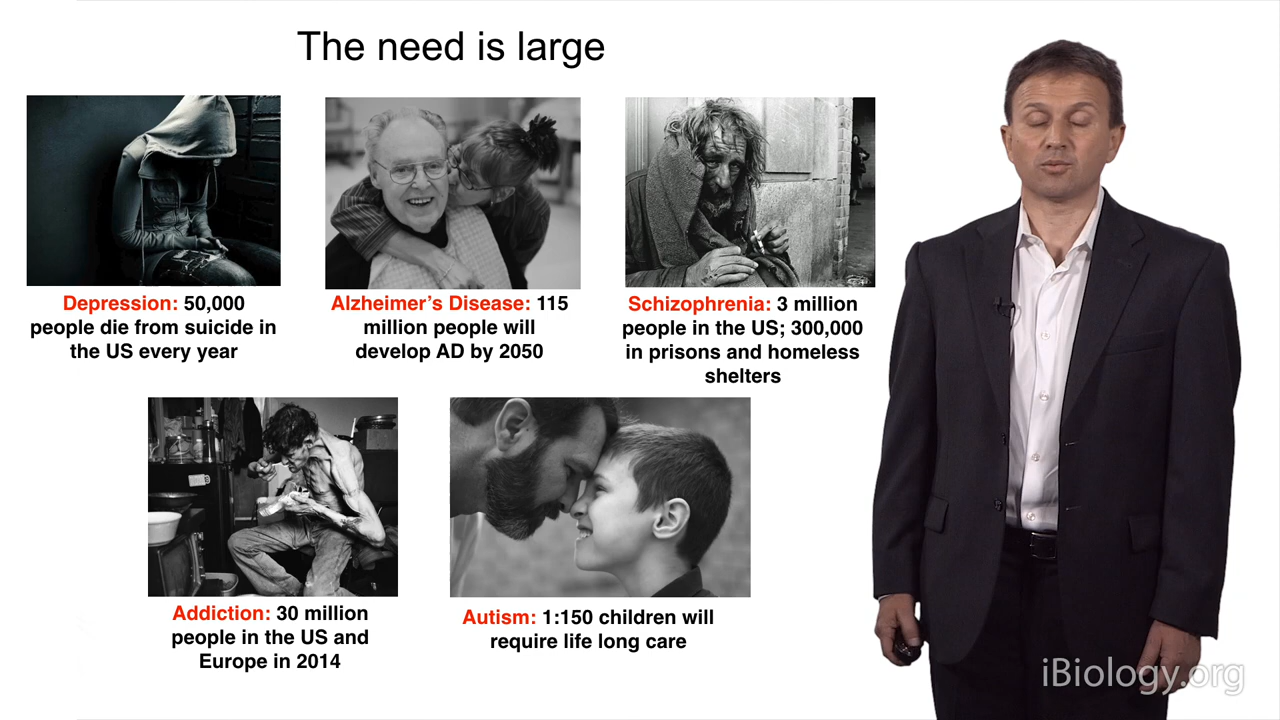 The need is large
Depression: 50,000
people die from suicide in
the US every year
Alzheimer’s Disease: 115
million people will
develop AD by 2050
Schizophrenia: 3 million
people in the US; 300,000
in prisons and homeless
shelters
Addiction: 30 million
people in the US and
Europe in 2014
Autism: 1:150 children will
require life long care
iBiology.org